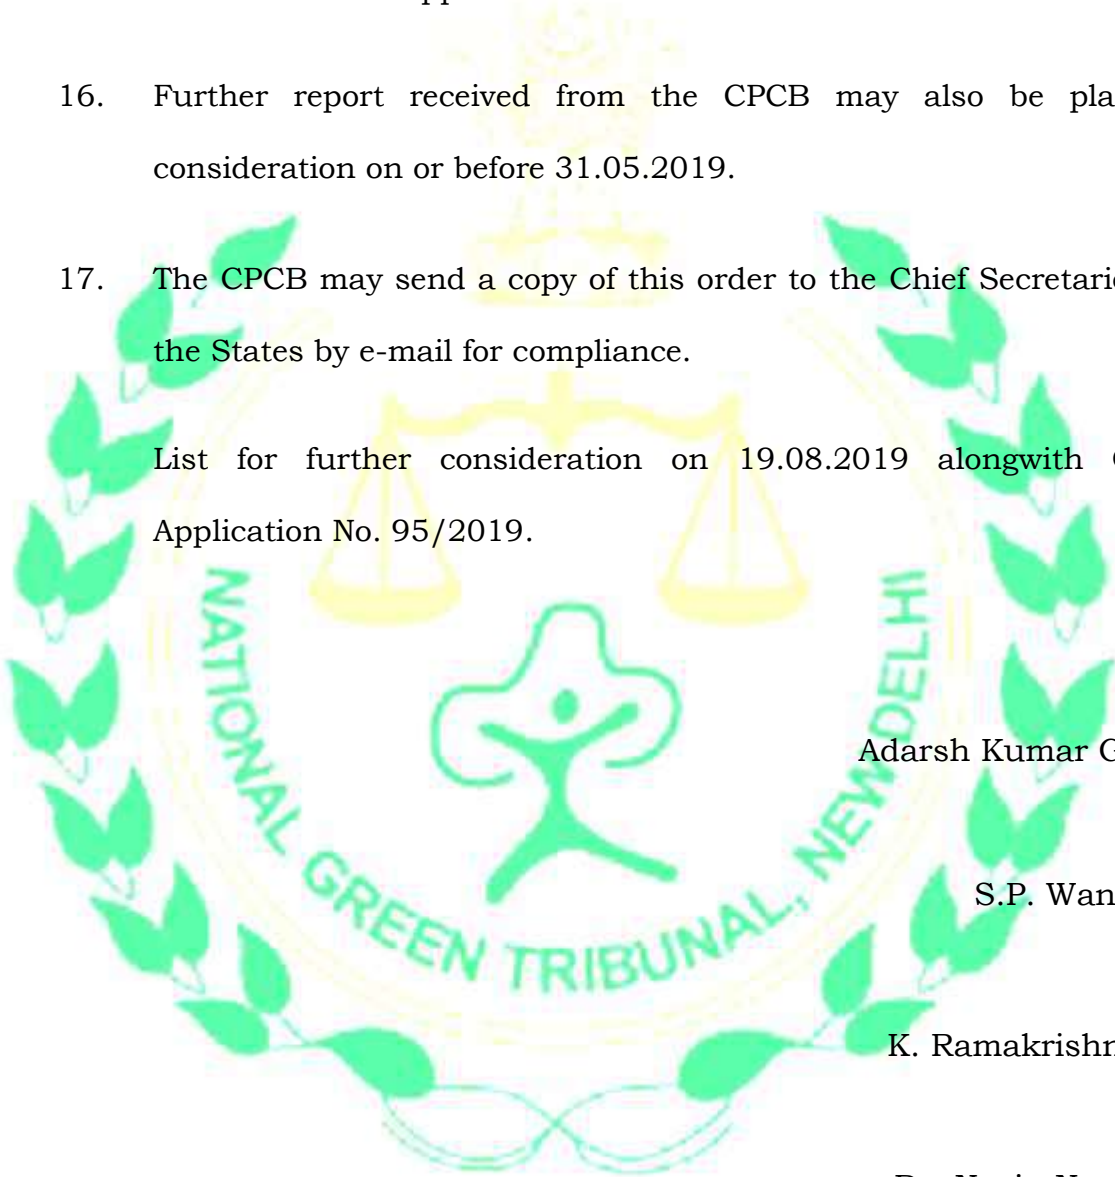 16. Further report received from the CPCB may also be pla
consideration on or before 31.05.2019.
17. The CPCB may send a copy of this order to the Chief Secretarie
the States by e-mail for compliance.
List for further consideration on 19.08.2019 alongwith
Application No. 95/2019.
NATIONAL GREEN TRIBUNAL, NEW DELHI
Adarsh Kumar G
S.P. Wan
K. Ramakrishn